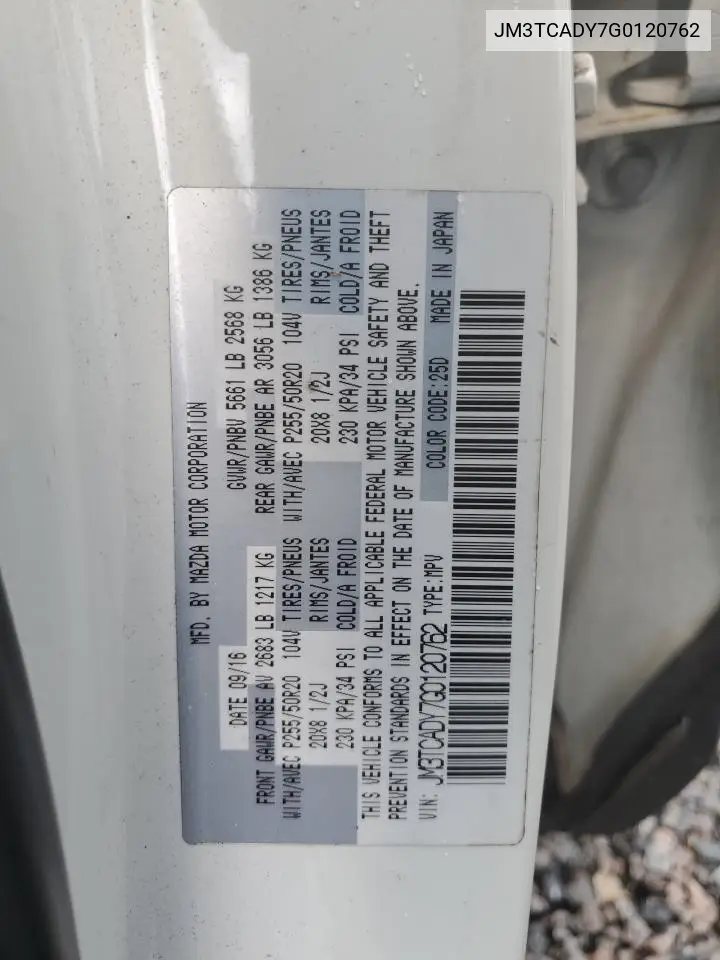 JM3TCADY7G0120762
MFD. BY MAZDA MOTOR CORPORATION
DATE 09/16 GVWR/PNBV 5661 LB 2568 KG
FRONT GAWR/PNBE AV 2683 LB 1217 KG REAR GAWR/PNBE AR 3056 LB 1386 KG
WITH/AVEC P255/50R20 104V TIRES/PNEUS WITH/AVEC P255/50R20 104V TIRES/PNEUS
20X8 1/2J RIMS/JANTES 20X8 1/2J RIMS/JANTES
230 KPA/34 PSI COLD/A FROID 230 KPA/34 PSI COLD/A FROID
THIS VEHICLE CONFORMS TO ALL APPLICABLE FEDERAL MOTOR VEHICLE SAFETY AND THEFT
PREVENTION STANDARDS IN EFFECT ON THE DATE OF MANUFACTURE SHOWN ABOVE.
VIN: JM3TCADY7G0120762 TYPE:MPV COLOR CODE:25D MADE IN JAPAN